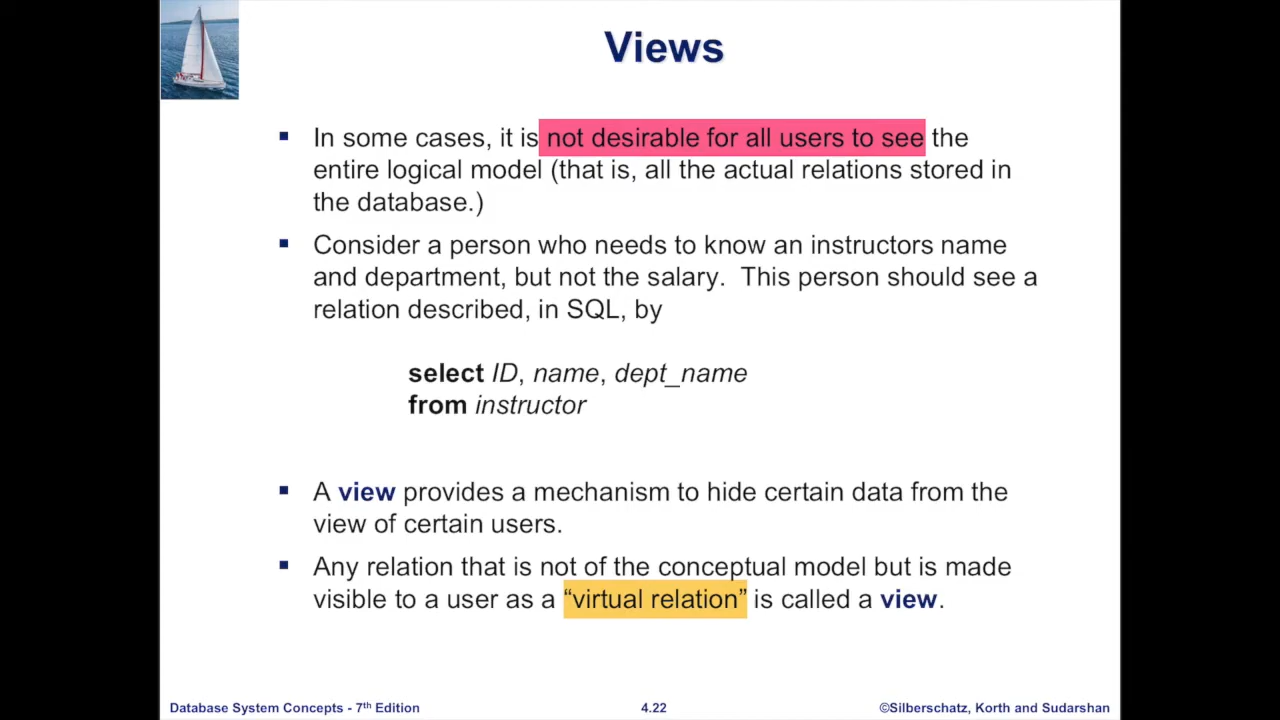 Views
In some cases, it is not desirable for all users to see the
entire logical model (that is, all the actual relations stored in
the database.)
Consider a person who needs to know an instructors name
and department, but not the salary. This person should see a
relation described, in SQL, by
select ID, name, dept_name
from instructor
A view provides a mechanism to hide certain data from the
view of certain users.
Any relation that is not of the conceptual model but is made
visible to a user as a “virtual relation” is called a view.
Database System Concepts - 7th Edition
4.22
©Silberschatz, Korth and Sudarshan